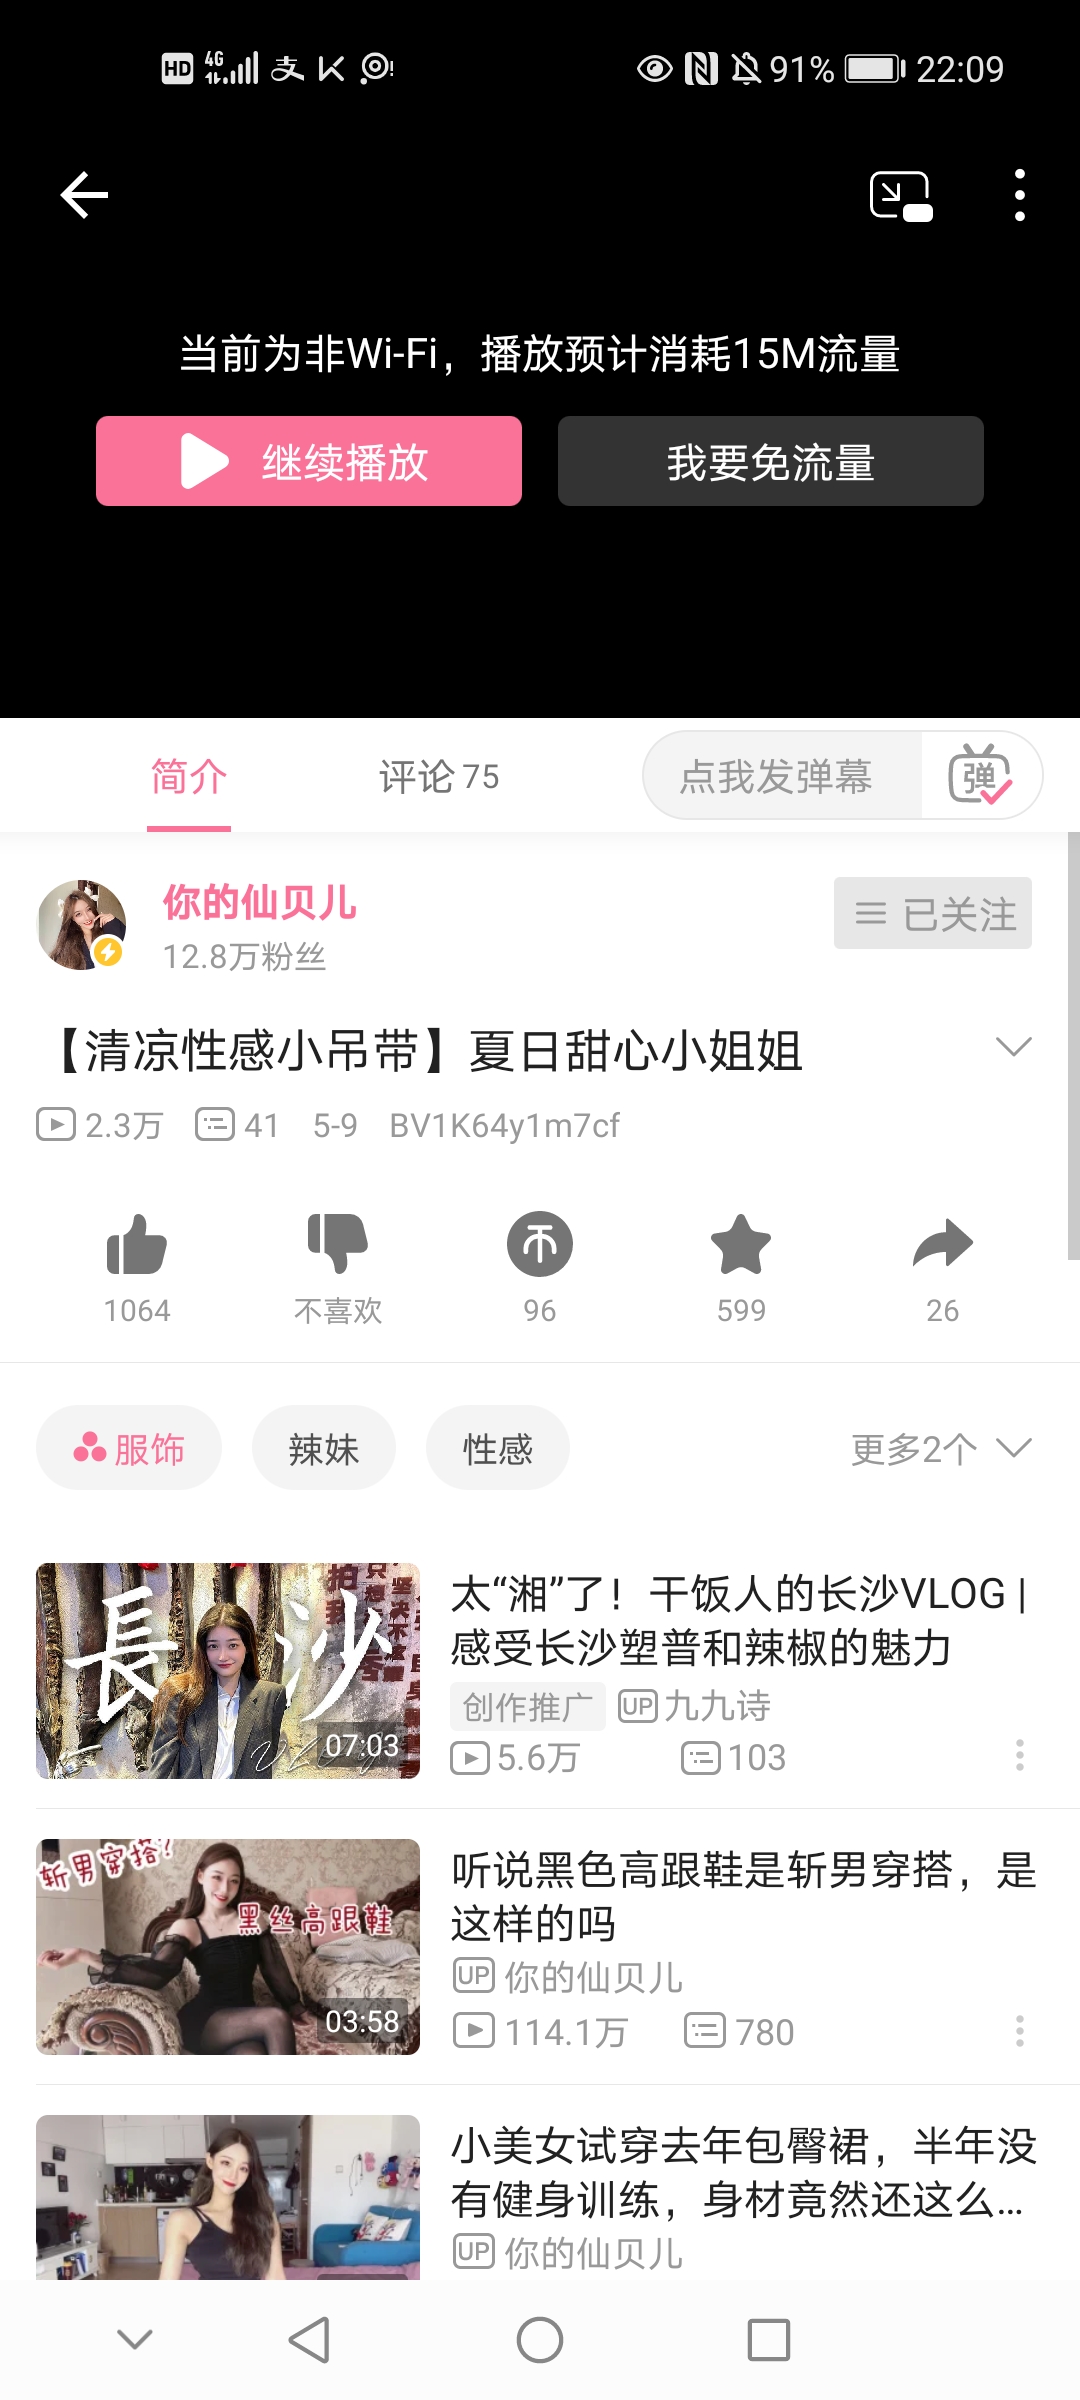 HD 4G 支 K 91% 22:09
当前为非Wi-Fi，播放预计消耗15M流量
继续播放 我要免流量
简介 评论 75 点我发弹幕 弹
你的仙贝儿
12.8万粉丝
已关注
【清凉性感小吊带】夏日甜心小姐姐
2.3万 41 5-9 BV1K64y1m7cf
1064 不喜欢 96 599 26
服饰 辣妹 性感 更多2个
長沙
07:03
太“湘”了！干饭人的长沙VLOG |
感受长沙塑普和辣椒的魅力
创作推广 UP 九九诗
5.6万 103
斩男穿搭?
黑丝高跟鞋
03:58
听说黑色高跟鞋是斩男穿搭，是
这样的吗
UP 你的仙贝儿
114.1万 780
小美女试穿去年包臀裙，半年没
有健身训练，身材竟然还这么...
UP 你的仙贝儿